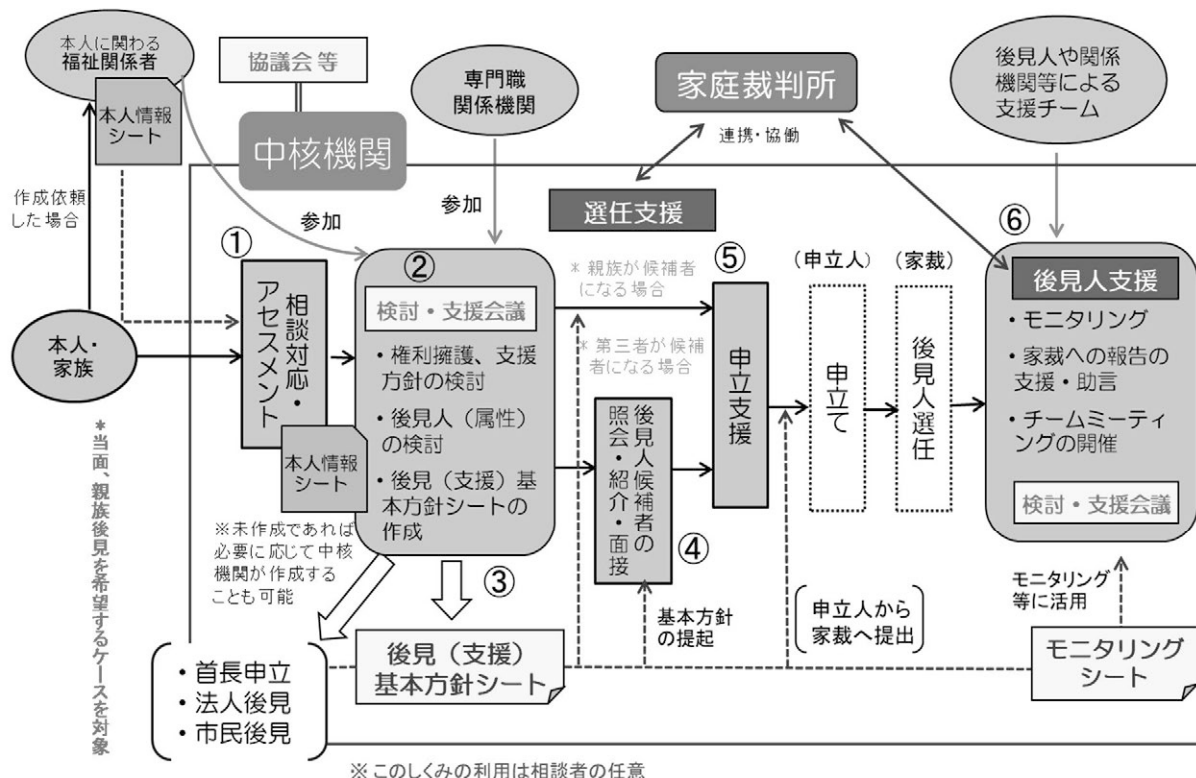 本人に関わる
福祉関係者
本人情報
シート
協議会 等
中核機関
専門職
関係機関
家庭裁判所
後見人や関係
機関等による
支援チーム
連携・協働
選任支援
作成依頼
した場合
参加
参加
①
相談対応・
アセスメント
本人・
家族
本人情報
シート
②
検討・支援会議
・権利擁護、支援
方針の検討
・後見人（属性）
の検討
・後見（支援）基
本方針シートの
作成
＊親族が候補者
になる場合
＊第三者が候補
者になる場合
⑤
申立支援
後見人候補者の
照会・紹介・面接
④
（申立人）
申立て
（家裁）
後見人選任
⑥
後見人支援
・モニタリング
・家裁への報告の
支援・助言
・チームミーティ
ングの開催
検討・支援会議
＊当面、親族後見を希望するケースを対象
※未作成であれば
必要に応じて中核
機関が作成する
ことも可能
③
基本方針
の提起
申立人から
家裁へ提出
モニタリング
等に活用
・首長申立
・法人後見
・市民後見
後見（支援）
基本方針シート
モニタリング
シート
※このしくみの利用は相談者の任意